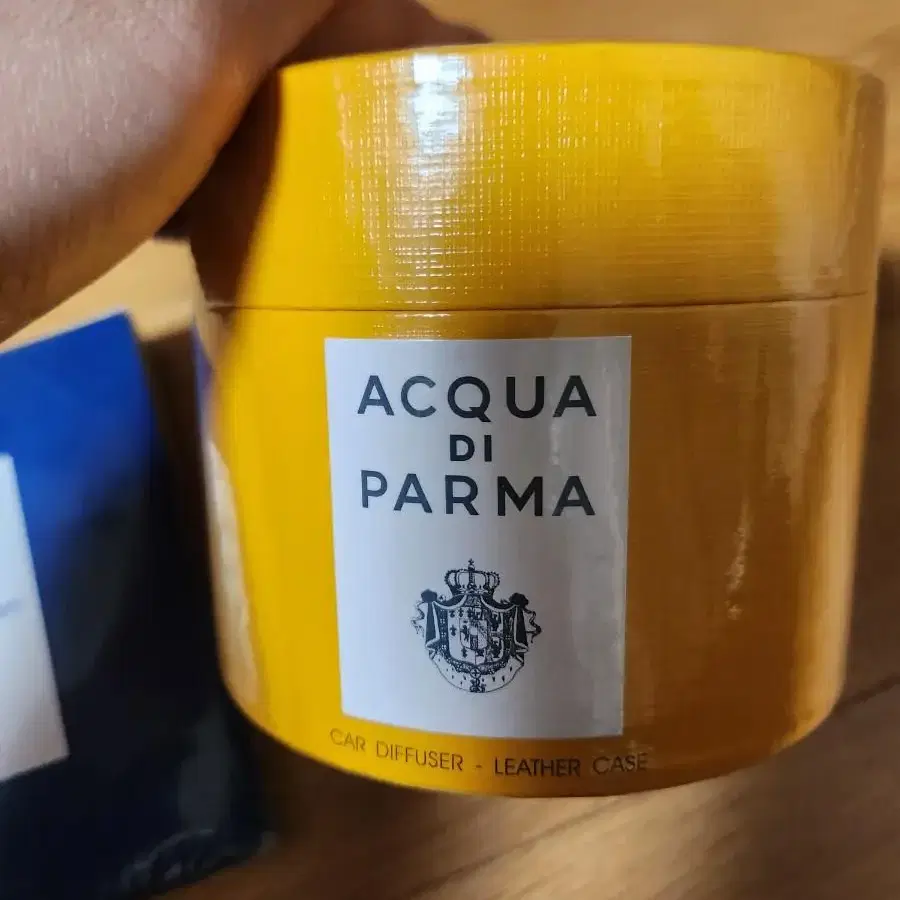 ACQUA
DI
PARMA
CAR DIFFUSER - LEATHER CASE